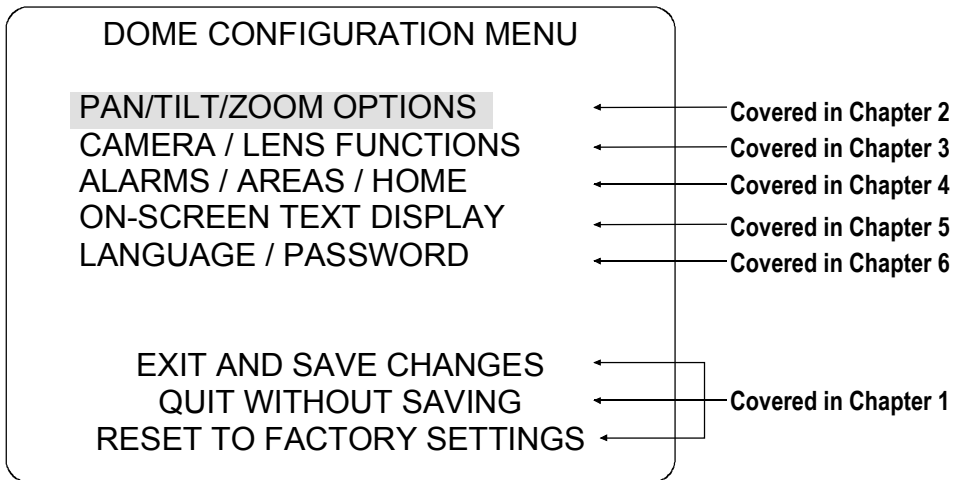 DOME CONFIGURATION MENU
PAN/TILT/ZOOM OPTIONS
Covered in Chapter 2
CAMERA / LENS FUNCTIONS
Covered in Chapter 3
ALARMS / AREAS / HOME
Covered in Chapter 4
ON-SCREEN TEXT DISPLAY
Covered in Chapter 5
LANGUAGE / PASSWORD
Covered in Chapter 6
EXIT AND SAVE CHANGES
QUIT WITHOUT SAVING
Covered in Chapter 1
RESET TO FACTORY SETTINGS